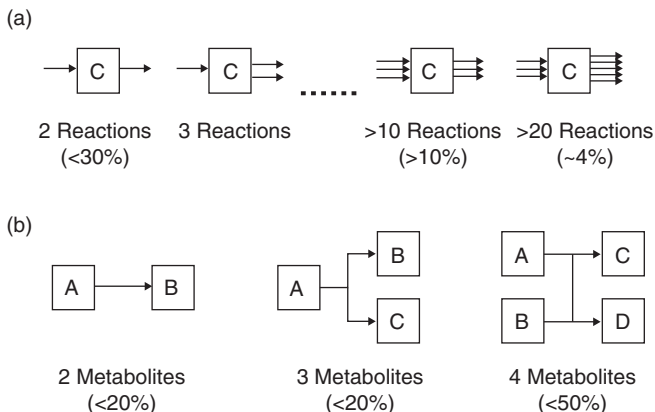 (a)
C C C C
2 Reactions 3 Reactions >10 Reactions >20 Reactions
(<30%) (>10%) (~4%)
(b)
B A C
A B A
C B D
2 Metabolites 3 Metabolites 4 Metabolites
(<20%) (<20%) (<50%)